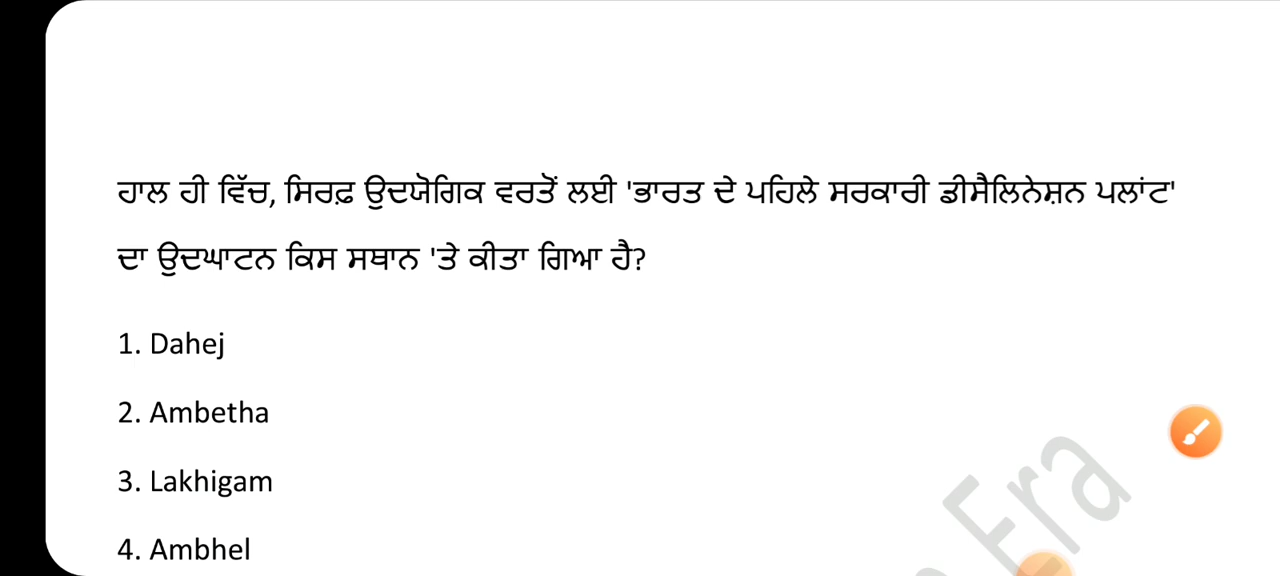 ਹਾਲ ਹੀ ਵਿੱਚ, ਸਿਰਫ਼ ਉਦਯੋਗਿਕ ਵਰਤੋਂ ਲਈ 'ਭਾਰਤ ਦੇ ਪਹਿਲੇ ਸਰਕਾਰੀ ਡੀਸੈਲਿਨੇਸ਼ਨ ਪਲਾਂਟ'
ਦਾ ਉਦਘਾਟਨ ਕਿਸ ਸਥਾਨ 'ਤੇ ਕੀਤਾ ਗਿਆ ਹੈ?
1. Dahej
2. Ambetha
3. Lakhigam
4. Ambhel
Era